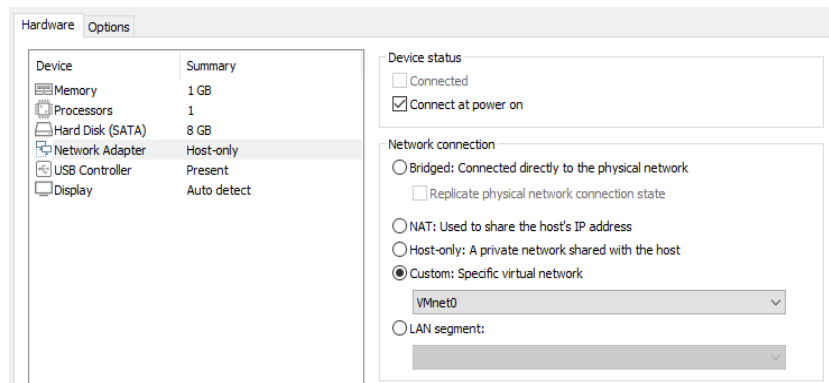 Hardware Options
Device Summary
Memory 1 GB
Processors 1
Hard Disk (SATA) 8 GB
Network Adapter Host-only
USB Controller Present
Display Auto detect
Device status
Connected
Connect at power on
Network connection
Bridged: Connected directly to the physical network
Replicate physical network connection state
NAT: Used to share the host's IP address
Host-only: A private network shared with the host
Custom: Specific virtual network
VMnet0
LAN segment: